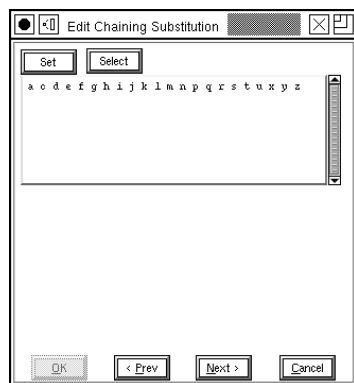 Edit Chaining Substitution
Set Select
a c d e f g h i j k l m n p q r s t u x y z
OK < Prev Next > Cancel